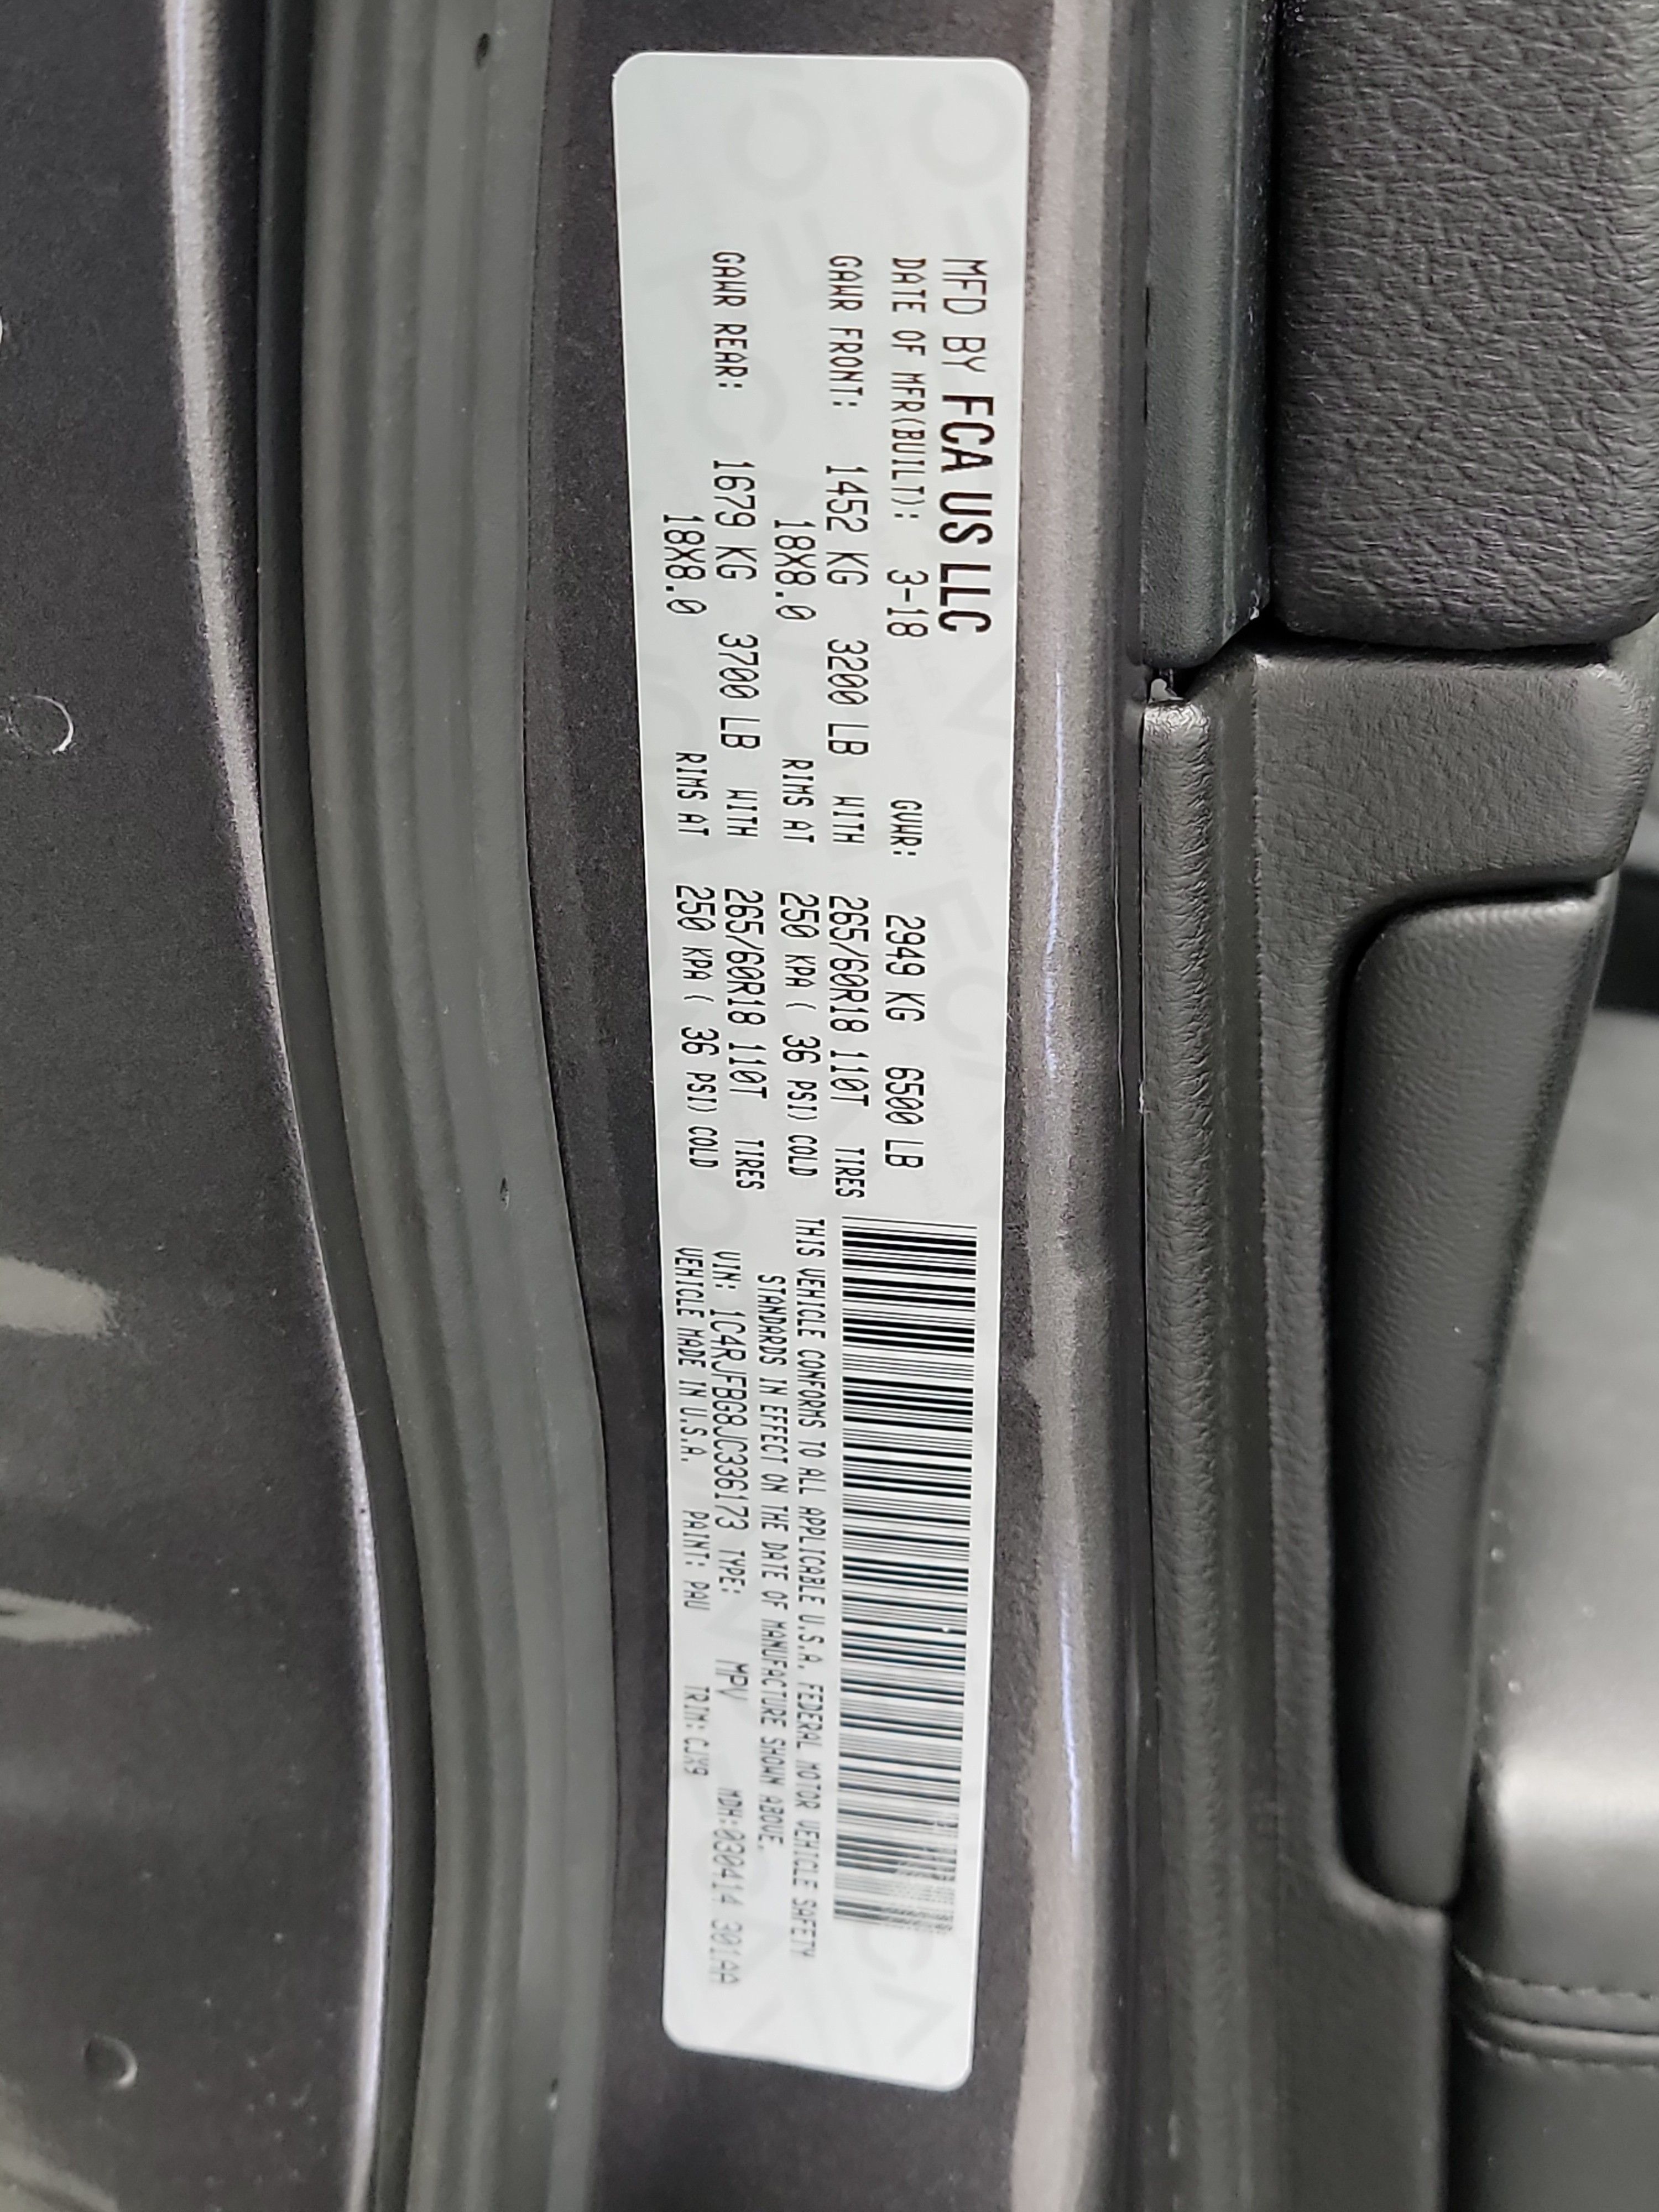 MFD BY FCA US LLC
DATE OF MFR(BUILT): 3-18 GVWR: 2949 KG 6500 LB
GAWR FRONT: 1452 KG 3200 LB WITH 265/60R18 110T TIRES
18X8.0 RIMS AT 250 KPA ( 36 PSI) COLD
GAWR REAR: 1679 KG 3700 LB WITH 265/60R18 110T TIRES
18X8.0 RIMS AT 250 KPA ( 36 PSI) COLD
THIS VEHICLE CONFORMS TO ALL APPLICABLE U.S.A. FEDERAL MOTOR VEHICLE SAFETY
STANDARDS IN EFFECT ON THE DATE OF MANUFACTURE SHOWN ABOVE.
VIN: 1C4RJFBG8JC336173 TYPE: MPV MDH:030414 301AA
VEHICLE MADE IN U.S.A. PAINT: PAU TRIM: CJX9